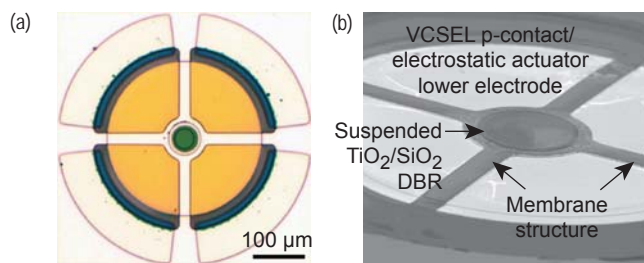 (a)
100 µm
(b)
VCSEL p-contact/
electrostatic actuator
lower electrode
Suspended
TiO₂/SiO₂
DBR
Membrane
structure